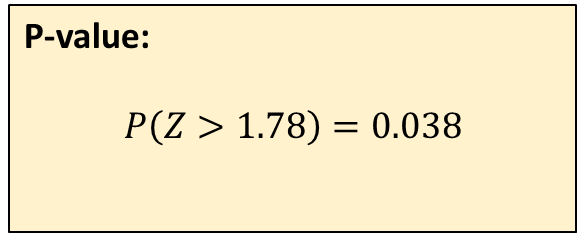 P-value:
P(Z > 1.78) = 0.038